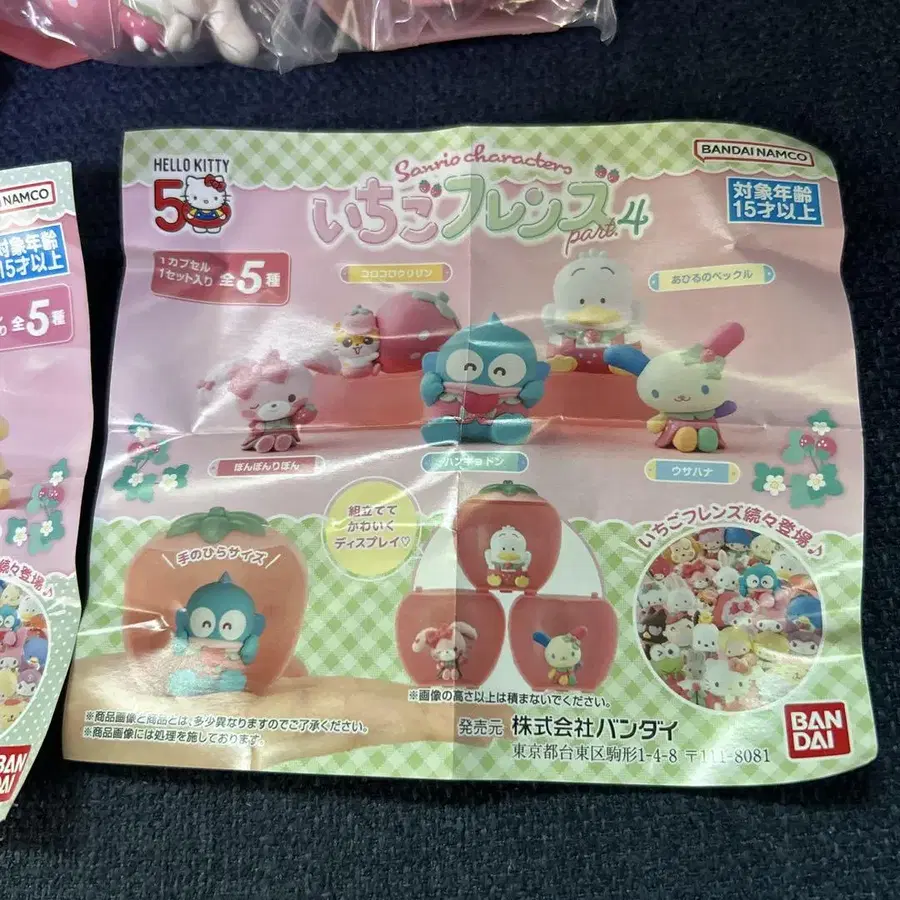 NAMCO
対象年齢
15才以上
全5種
BAN
DAI
HELLO KITTY
50
Sanrio characters
いちごフレンズ
part.4
BANDAI NAMCO
対象年齢
15才以上
1カプセル
1セット入り
全5種
コロコロクリリン
あひるのペックル
ぼんぼんりぼん
ハンギョドン
ウサハナ
手のひらサイズ
組立てて
かわいく
ディスプレイ♡
いちごフレンズ続々登場♪
※画像の高さ以上は積まないでください。
※商品画像と商品とは、多少異なりますのでご了承ください。
※商品画像には処理を施しております。
発売元 株式会社バンダイ
東京都台東区駒形1-4-8 〒111-8081
BAN
DAI